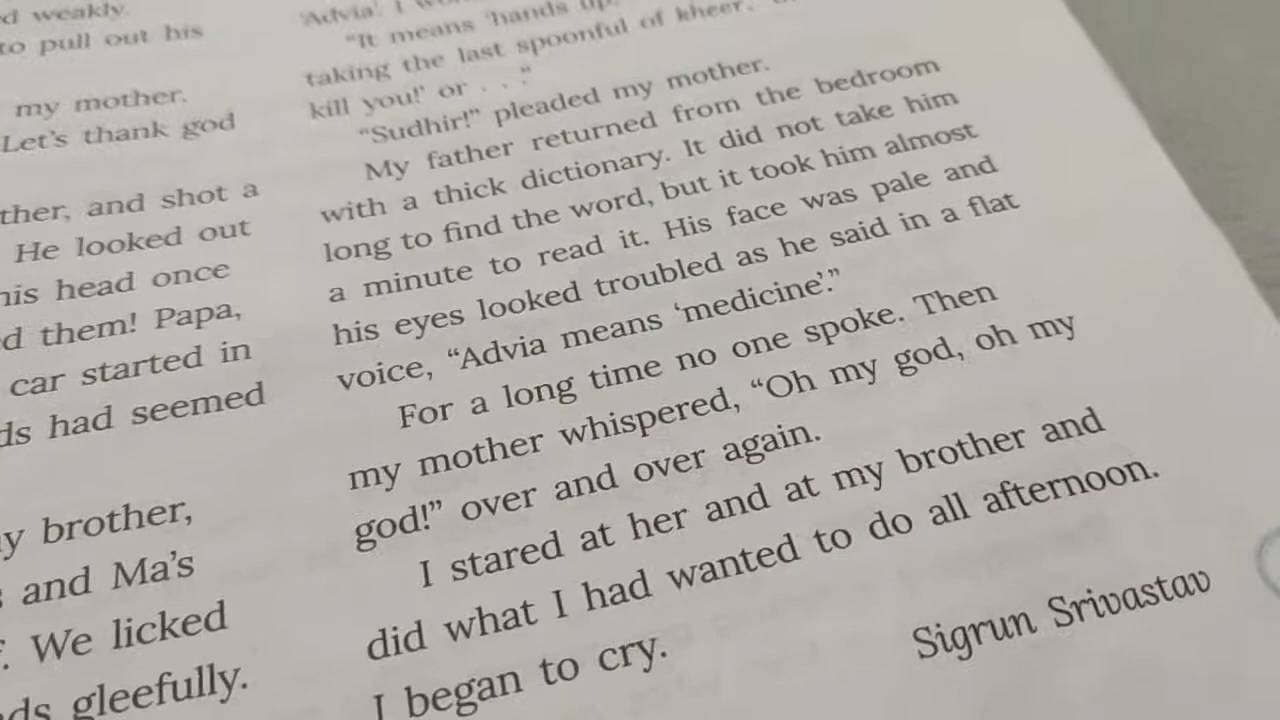 d weakly.
to pull out his
my mother.
Let's thank god
ther, and shot a
He looked out
his head once
d them! Papa,
car started in
ds had seemed
y brother,
and Ma's
We licked
ds gleefully.
'Advia'. I
"It means 'hands up.
taking the last spoonful of kheer.
kill you!' or . . ."
"Sudhir!" pleaded my mother.
My father returned from the bedroom
with a thick dictionary. It did not take him
long to find the word, but it took him almost
a minute to read it. His face was pale and
his eyes looked troubled as he said in a flat
voice, "Advia means 'medicine'."
For a long time no one spoke. Then
my mother whispered, "Oh my god, oh my
god!" over and over again.
I stared at her and at my brother and
did what I had wanted to do all afternoon.
I began to cry.
Sigrun Srivastav